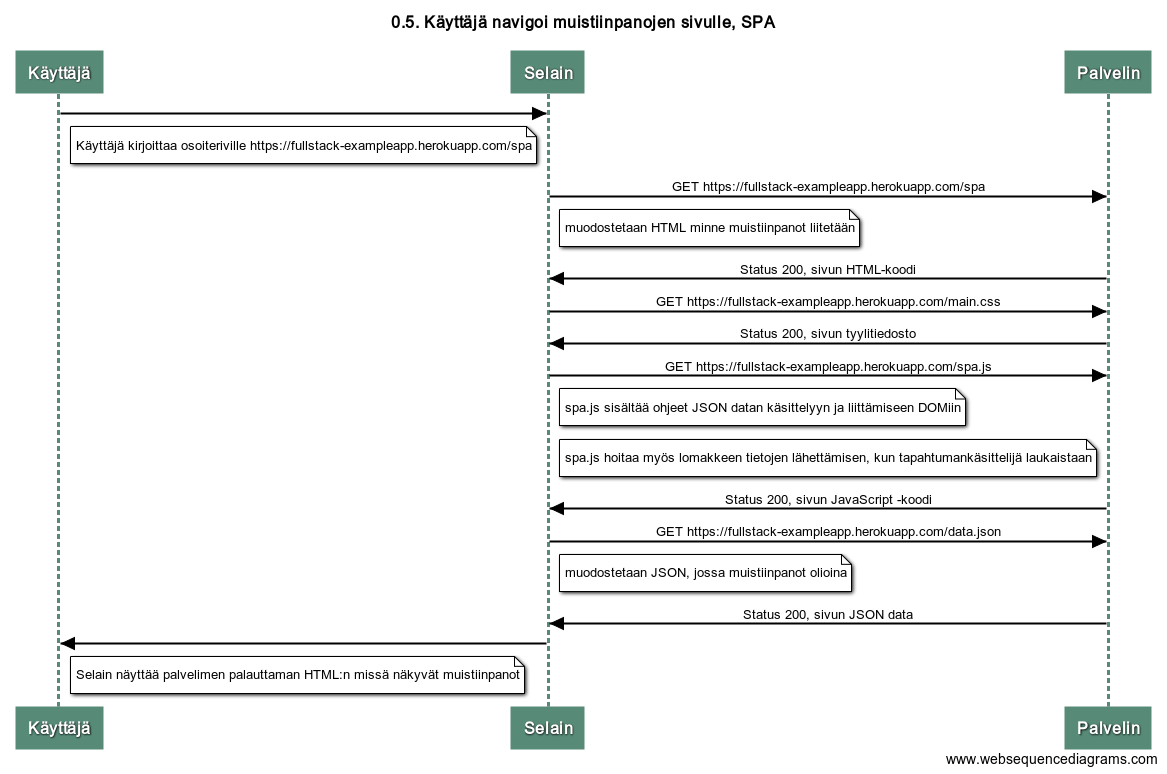 0.5. Käyttäjä navigoi muistiinpanojen sivulle, SPA
Käyttäjä
Selain
Palvelin
Käyttäjä kirjoittaa osoiteriville https://fullstack-exampleapp.herokuapp.com/spa
GET https://fullstack-exampleapp.herokuapp.com/spa
muodostetaan HTML minne muistiinpanot liitetään
Status 200, sivun HTML-koodi
GET https://fullstack-exampleapp.herokuapp.com/main.css
Status 200, sivun tyylitiedosto
GET https://fullstack-exampleapp.herokuapp.com/spa.js
spa.js sisältää ohjeet JSON datan käsittelyyn ja liittämiseen DOMiin
spa.js hoitaa myös lomakkeen tietojen lähettämisen, kun tapahtumankäsittelijä laukaistaan
Status 200, sivun JavaScript -koodi
GET https://fullstack-exampleapp.herokuapp.com/data.json
muodostetaan JSON, jossa muistiinpanot olioina
Status 200, sivun JSON data
Selain näyttää palvelimen palauttaman HTML:n missä näkyvät muistiinpanot
Käyttäjä
Selain
Palvelin
www.websequencediagrams.com